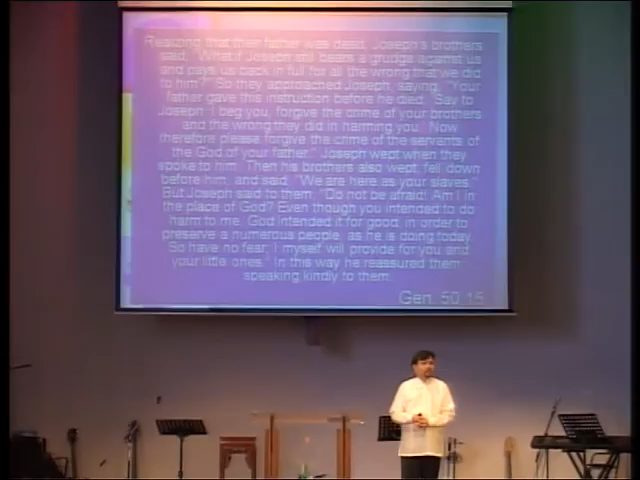 that their father was dead, Joseph's brothers
said, "What if Joseph still bears a grudge against us
and pays us back in full for all the wrong that we did
to him?" So they approached Joseph, saying, "Your
father gave this instruction before he died, 'Say to
Joseph: I beg you, forgive the crime of your brothers
and the wrong they did in harming you.' Now
therefore please forgive the crime of the servants of
the God of your father." Joseph wept when they
spoke to him. Then his brothers also wept, fell down
before him, and said, "We are here as your slaves."
But Joseph said to them, "Do not be afraid! Am I in
the place of God? Even though you intended to do
harm to me, God intended it for good, in order to
preserve a numerous people, as he is doing today.
So have no fear; I myself will provide for you and
your little ones." In this way he reassured them,
speaking kindly to them.
Gen. 50:15